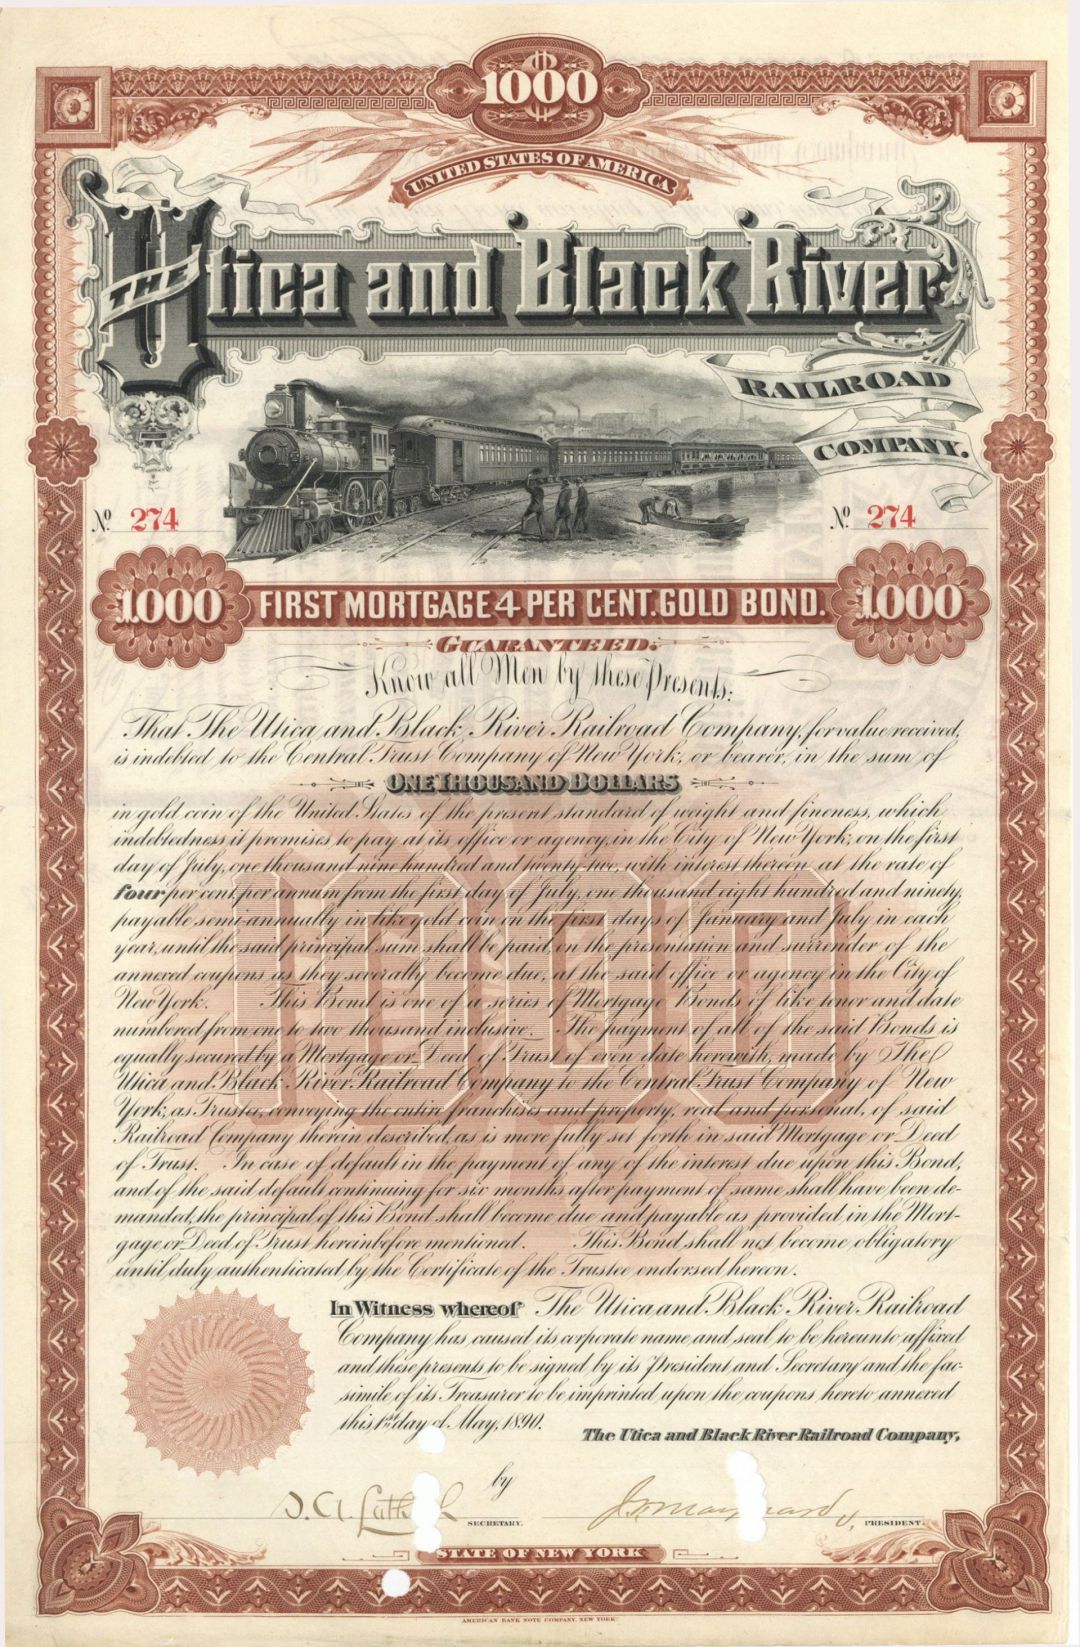 $1000
UNITED STATES OF AMERICA
THE Utica and Black River
RAILROAD
COMPANY.
No 274
No 274
1.000 FIRST MORTGAGE 4 PER CENT. GOLD BOND. 1.000
GUARANTEED.
Know all Men by these Presents:
That The Utica and Black River Railroad Company, for value received,
is indebted to the Central Trust Company of New York, or bearer, in the sum of
ONE THOUSAND DOLLARS
in gold coin of the United States of the present standard of weight and fineness, which
indebtedness it promises to pay at its office or agency, in the City of New York, on the first
day of July, one thousand nine hundred and twenty-two, with interest thereon at the rate of
four per cent. per annum from the first day of July, one thousand eight hundred and ninety,
payable semi-annually in like gold coin on the first days of January and July in each
year, until the said principal sum shall be paid, on the presentation and surrender of the
annexed coupons as they severally become due, at the said office or agency in the City of
New York. This Bond is one of a series of Mortgage Bonds of like tenor and date
numbered from one to two thousand inclusive. The payment of all of the said Bonds is
equally secured by a Mortgage or Deed of Trust of even date herewith, made by The
Utica and Black River Railroad Company to the Central Trust Company of New
York, as Trustee, conveying the entire franchises and property, real and personal, of said
Railroad Company therein described, as is more fully set forth in said Mortgage or Deed
of Trust. In case of default in the payment of any of the interest due upon this Bond,
and of the said default continuing for six months after payment of same shall have been de-
manded, the principal of this Bond shall become due and payable as provided in the Mort-
gage or Deed of Trust hereinbefore mentioned. This Bond shall not become obligatory
until duly authenticated by the Certificate of the Trustee endorsed hereon.
1000
In Witness whereof The Utica and Black River Railroad
Company has caused its corporate name and seal to be hereunto affixed
and these presents to be signed by its President and Secretary and the fac-
simile of its Treasurer to be imprinted upon the coupons hereto annexed
this 1st day of May, 1890.
The Utica and Black River Railroad Company,
by
SECRETARY.
PRESIDENT.
STATE OF NEW YORK
AMERICAN BANK NOTE COMPANY, NEW YORK